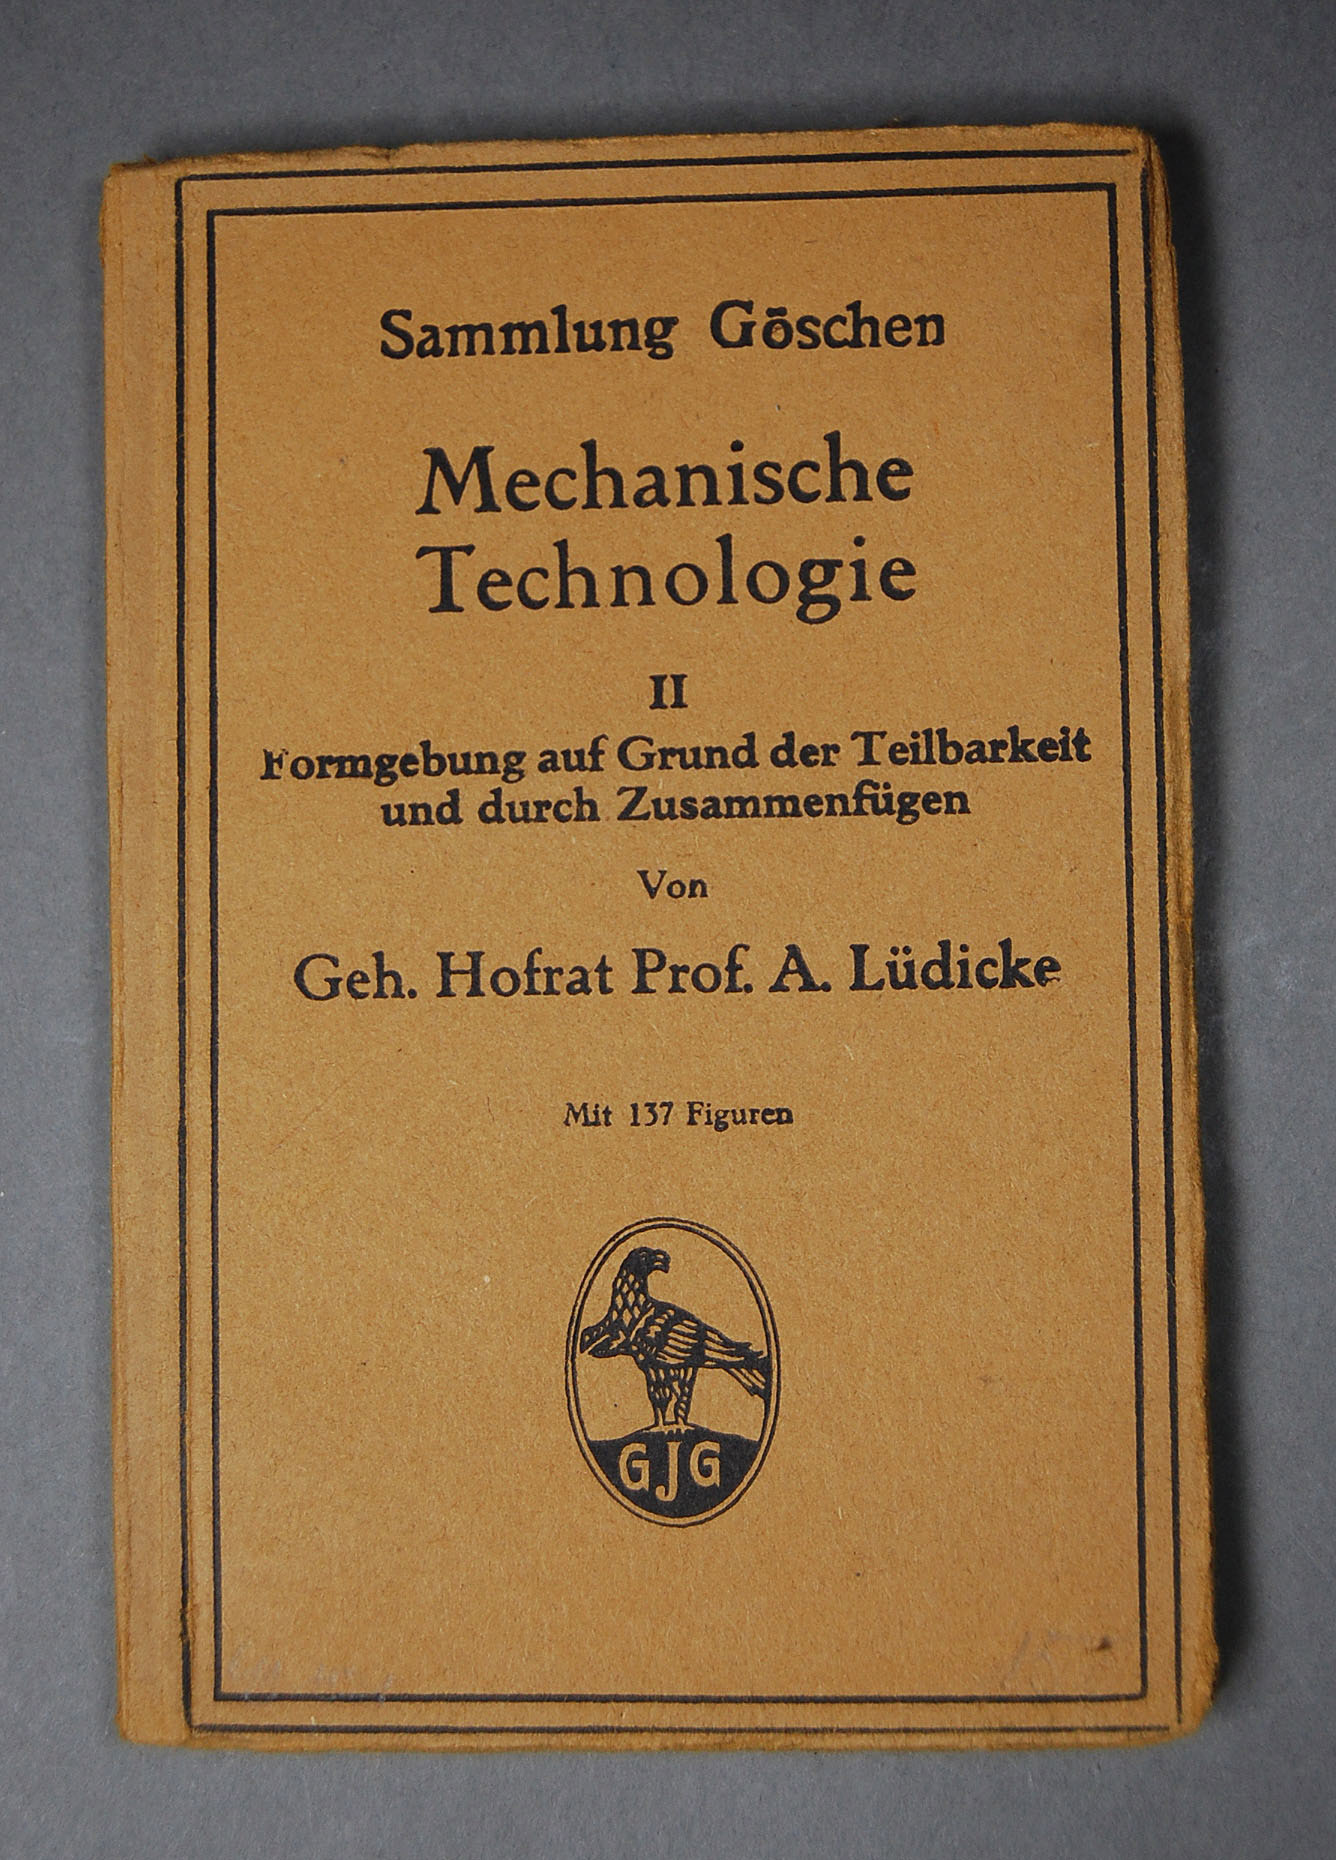 Sammlung Göschen
Mechanische
Technologie
II
Formgebung auf Grund der Teilbarkeit
und durch Zusammenfügen
Von
Geh. Hofrat Prof. A. Lüdicke
Mit 137 Figuren
GJG